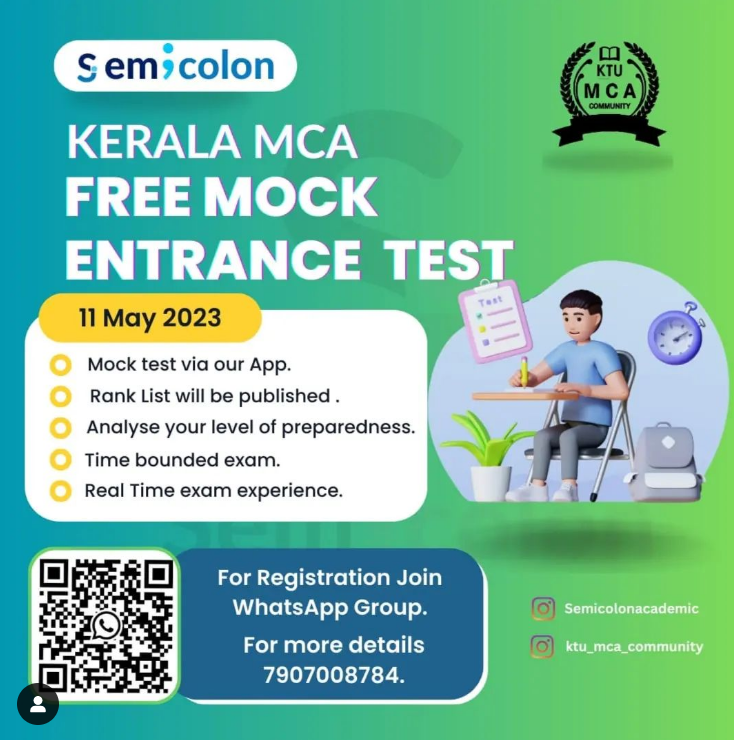 Semicolon
KTU
MCA
COMMUNITY
KERALA MCA
FREE MOCK
ENTRANCE TEST
11 May 2023
Mock test via our App.
Rank List will be published .
Analyse your level of preparedness.
Time bounded exam.
Real Time exam experience.
Test
For Registration Join
WhatsApp Group.
For more details
7907008784.
Semicolonacademic
ktu_mca_community